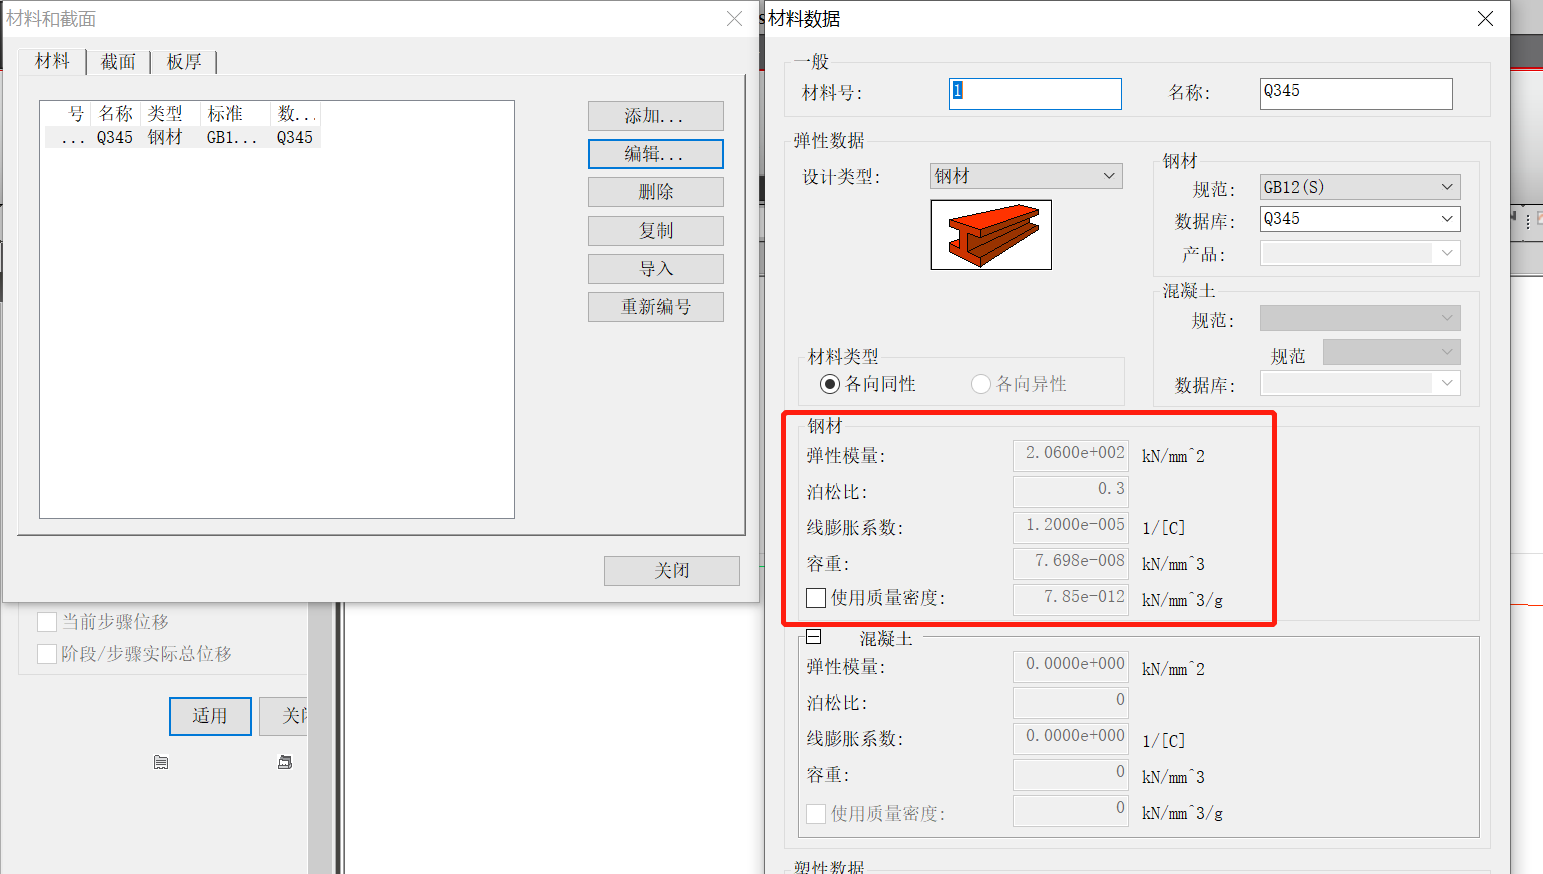 材料和截面
材料 截面 板厚
号 名称 类型 标准 数...
... Q345 钢材 GB1... Q345
添加...
编辑...
删除
复制
导入
重新编号
关闭
当前步骤位移
阶段/步骤实际总位移
适用
材料数据
一般
材料号: 1 名称: Q345
弹性数据
设计类型: 钢材
钢材
规范: GB12(S)
数据库: Q345
产品:
混凝土
规范:
规范
数据库:
材料类型
各向同性 各向异性
钢材
弹性模量: 2.0600e+002 kN/mm^2
泊松比: 0.3
线膨胀系数: 1.2000e-005 1/[C]
容重: 7.698e-008 kN/mm^3
使用质量密度: 7.85e-012 kN/mm^3/g
混凝土
弹性模量: 0.0000e+000 kN/mm^2
泊松比: 0
线膨胀系数: 0.0000e+000 1/[C]
容重: 0 kN/mm^3
使用质量密度: 0 kN/mm^3/g
塑性数据